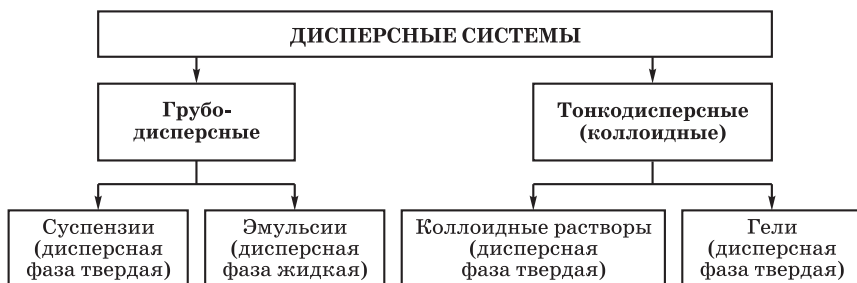 ДИСПЕРСНЫЕ СИСТЕМЫ
Грубо-
дисперсные
Тонкодисперсные
(коллоидные)
Суспензии
(дисперсная
фаза твердая)
Эмульсии
(дисперсная
фаза жидкая)
Коллоидные растворы
(дисперсная
фаза твердая)
Гели
(дисперсная
фаза твердая)